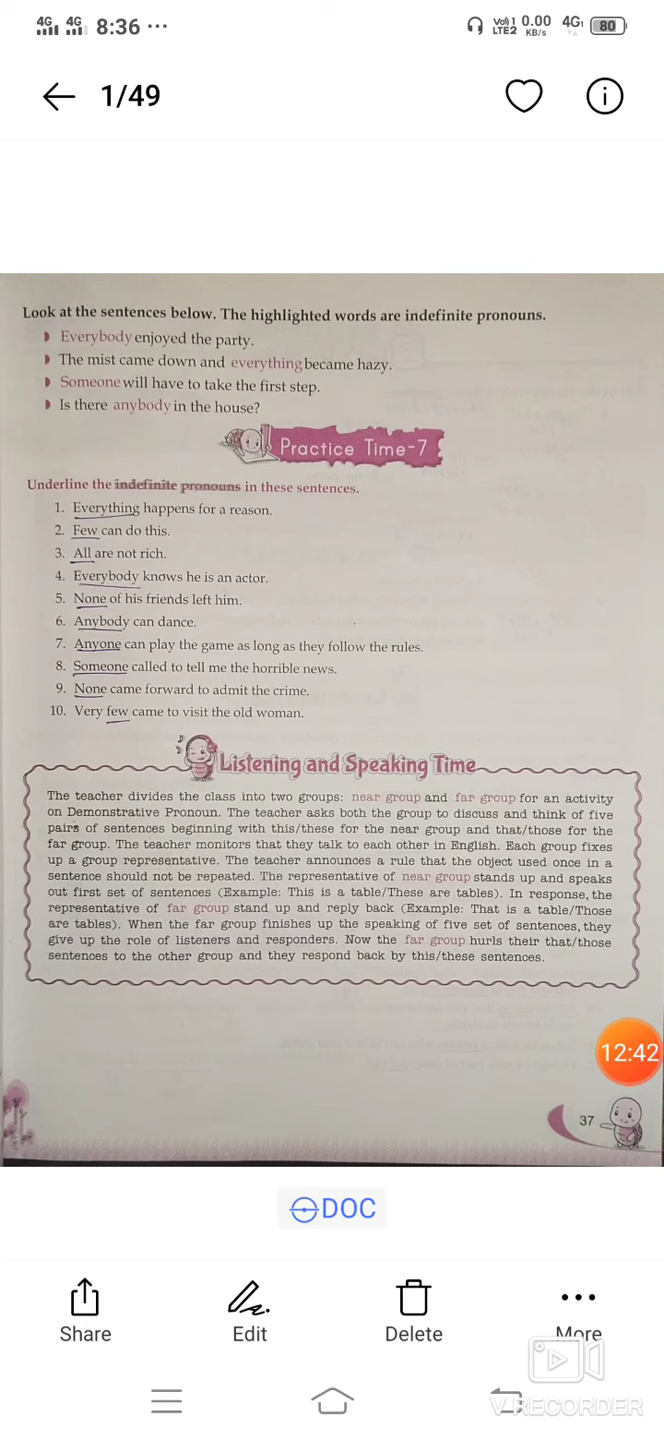 4G 4G 8:36 ··· Vo)) 1 LTE2 0.00 KB/s 4G 80
1/49
Look at the sentences below. The highlighted words are indefinite pronouns.
Everybody enjoyed the party.
The mist came down and everything became hazy.
Someone will have to take the first step.
Is there anybody in the house?
Practice Time-7
Underline the indefinite pronouns in these sentences.
1. Everything happens for a reason.
2. Few can do this.
3. All are not rich.
4. Everybody knows he is an actor.
5. None of his friends left him.
6. Anybody can dance.
7. Anyone can play the game as long as they follow the rules.
8. Someone called to tell me the horrible news.
9. None came forward to admit the crime.
10. Very few came to visit the old woman.
Listening and Speaking Time
The teacher divides the class into two groups: near group and far group for an activity
on Demonstrative Pronoun. The teacher asks both the group to discuss and think of five
pairs of sentences beginning with this/these for the near group and that/those for the
far group. The teacher monitors that they talk to each other in English. Each group fixes
up a group representative. The teacher announces a rule that the object used once in a
sentence should not be repeated. The representative of near group stands up and speaks
out first set of sentences (Example: This is a table/These are tables). In response, the
representative of far group stand up and reply back (Example: That is a table/Those
are tables). When the far group finishes up the speaking of five set of sentences, they
give up the role of listeners and responders. Now the far group hurls their that/those
sentences to the other group and they respond back by this/these sentences.
12:42
37
DOC
Share Edit Delete More
V RECORDER